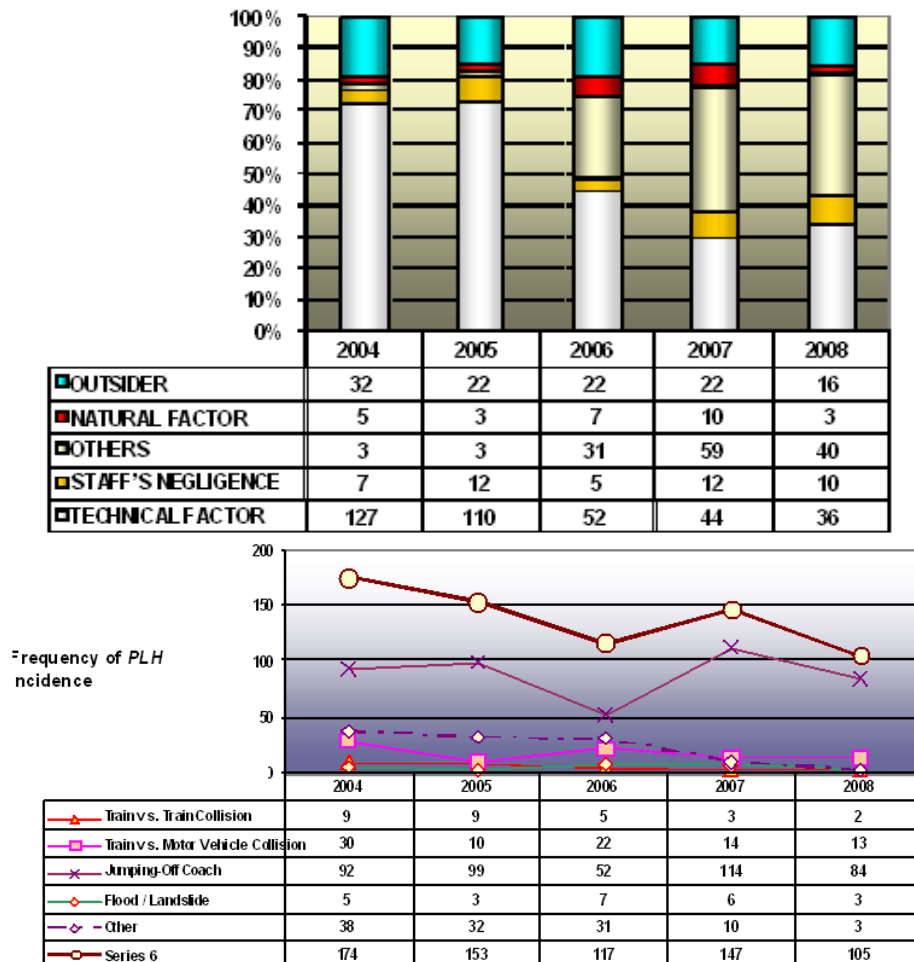 100%
90%
80%
70%
60%
50%
40%
30%
20%
10%
0%
2004 2005 2006 2007 2008
OUTSIDER 32 22 22 22 16
NATURAL FACTOR 5 3 7 10 3
OTHERS 3 3 31 59 40
STAFF'S NEGLIGENCE 7 12 5 12 10
TECHNICAL FACTOR 127 110 52 44 36
200
150
100
50
Frequency of PLH
ncidence
2004 2005 2006 2007 2008
Train vs. Train Collision 9 9 5 3 2
Train vs. Motor Vehicle Collision 30 10 22 14 13
Jumping-Off Coach 92 99 52 114 84
Flood / Landslide 5 3 7 6 3
Other 38 32 31 10 3
Series 6 174 153 117 147 105